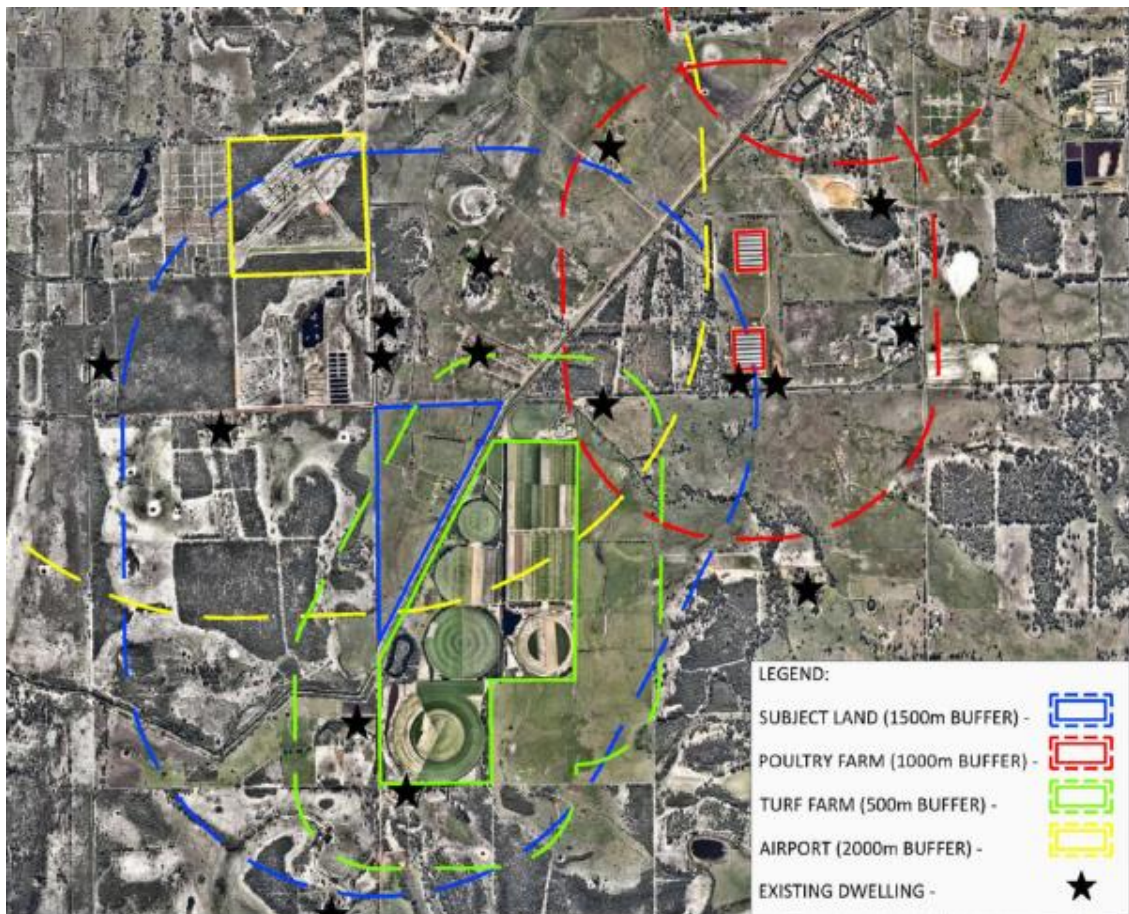 LEGEND:
SUBJECT LAND (1500m BUFFER) -
POULTRY FARM (1000m BUFFER) -
TURF FARM (500m BUFFER) -
AIRPORT (2000m BUFFER) -
EXISTING DWELLING -